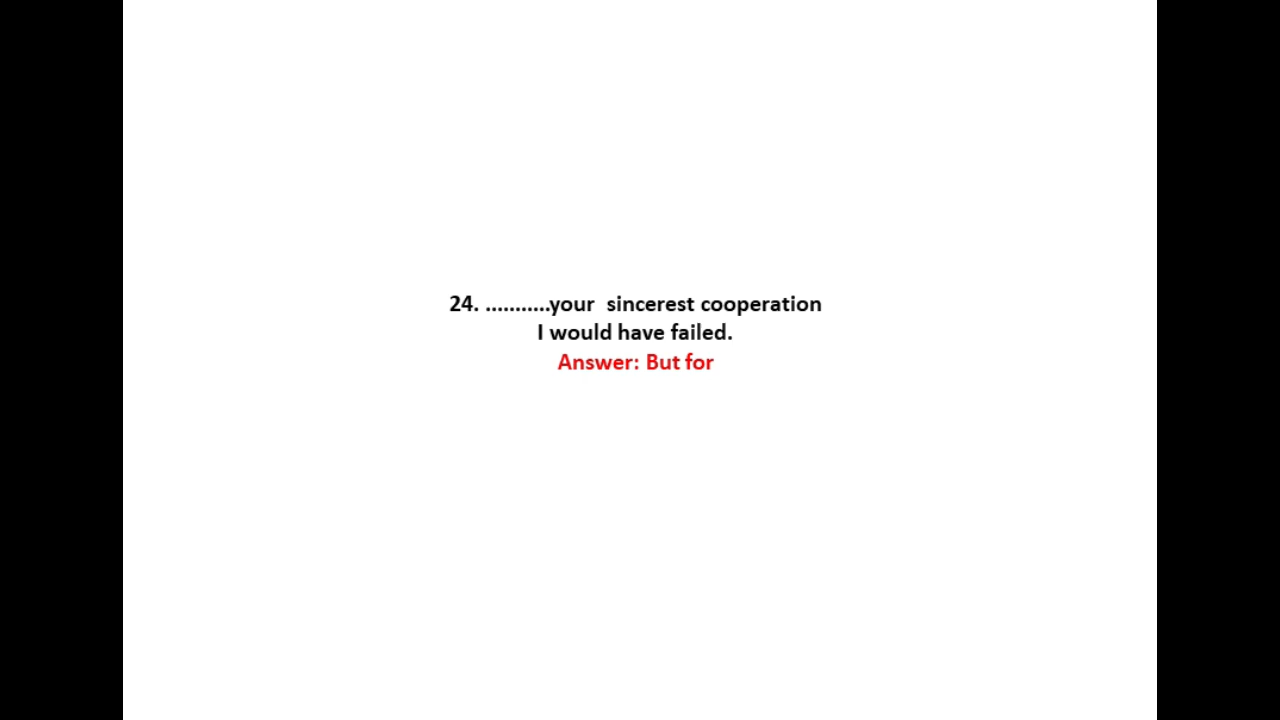 24. ...........your  sincerest cooperation
I would have failed.
Answer: But for